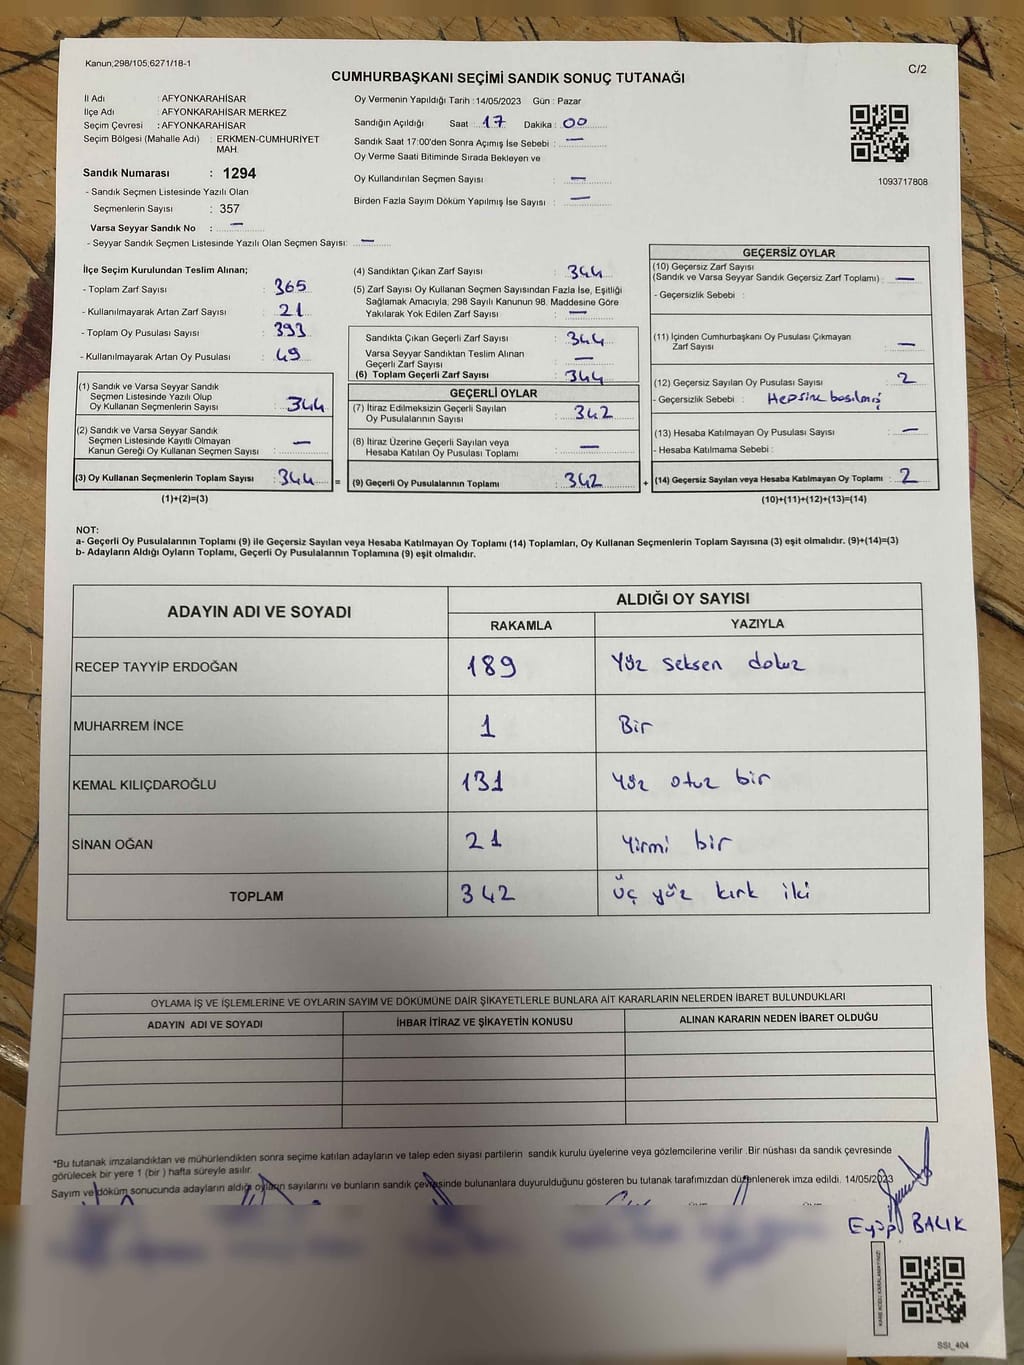 Kanun;298/105;6271/18-1
CUMHURBAŞKANI SEÇİMİ SANDIK SONUÇ TUTANAĞI
C/2
İl Adı : AFYONKARAHİSAR
İlçe Adı : AFYONKARAHİSAR MERKEZ
Seçim Çevresi : AFYONKARAHİSAR
Seçim Bölgesi (Mahalle Adı) : ERKMEN-CUMHURİYET
MAH.
Sandık Numarası : 1294
- Sandık Seçmen Listesinde Yazılı Olan
Seçmenlerin Sayısı : 357
Varsa Seyyar Sandık No : —
- Seyyar Sandık Seçmen Listesinde Yazılı Olan Seçmen Sayısı: —
Oy Vermenin Yapıldığı Tarih : 14/05/2023 Gün : Pazar
Sandığın Açıldığı Saat : 17 Dakika : 00
Sandık Saat 17:00'den Sonra Açımış İse Sebebi : —
Oy Verme Saati Bitiminde Sırada Bekleyen ve
Oy Kullandırılan Seçmen Sayısı : —
Birden Fazla Sayım Döküm Yapılmış İse Sayısı : —
1093717808
İlçe Seçim Kurulundan Teslim Alınan;
- Toplam Zarf Sayısı : 365
- Kullanılmayarak Artan Zarf Sayısı : 21
- Toplam Oy Pusulası Sayısı : 393
- Kullanılmayarak Artan Oy Pusulası : 49
(1) Sandık ve Varsa Seyyar Sandık
Seçmen Listesinde Yazılı Olup
Oy Kullanan Seçmenlerin Sayısı : 344
(2) Sandık ve Varsa Seyyar Sandık
Seçmen Listesinde Kayıtlı Olmayan
Kanun Gereği Oy Kullanan Seçmen Sayısı : —
(3) Oy Kullanan Seçmenlerin Toplam Sayısı : 344 =
(1)+(2)=(3)
(4) Sandıktan Çıkan Zarf Sayısı : 344
(5) Zarf Sayısı Oy Kullanan Seçmen Sayısından Fazla İse, Eşitliği
Sağlamak Amacıyla, 298 Sayılı Kanunun 98. Maddesine Göre
Yakılarak Yok Edilen Zarf Sayısı : —
Sandıkta Çıkan Geçerli Zarf Sayısı : 344
Varsa Seyyar Sandıktan Teslim Alınan
Geçerli Zarf Sayısı : —
(6) Toplam Geçerli Zarf Sayısı : 344
GEÇERLİ OYLAR
(7) İtiraz Edilmeksizin Geçerli Sayılan
Oy Pusulalarının Sayısı : 342
(8) İtiraz Üzerine Geçerli Sayılan veya
Hesaba Katılan Oy Pusulası Toplamı : —
(9) Geçerli Oy Pusulalarının Toplamı : 342 +
GEÇERSİZ OYLAR
(10) Geçersiz Zarf Sayısı
(Sandık ve Varsa Seyyar Sandık Geçersiz Zarf Toplamı) : —
- Geçersizlik Sebebi :
(11) İçinden Cumhurbaşkanı Oy Pusulası Çıkmayan
Zarf Sayısı : —
(12) Geçersiz Sayılan Oy Pusulası Sayısı : 2
- Geçersizlik Sebebi : Hepsine basılmış
(13) Hesaba Katılmayan Oy Pusulası Sayısı : —
- Hesaba Katılmama Sebebi :
(14) Geçersiz Sayılan veya Hesaba Katılmayan Oy Toplamı : 2
(10)+(11)+(12)+(13)=(14)
NOT:
a- Geçerli Oy Pusulalarının Toplamı (9) ile Geçersiz Sayılan veya Hesaba Katılmayan Oy Toplamı (14) Toplamları, Oy Kullanan Seçmenlerin Toplam Sayısına (3) eşit olmalıdır. (9)+(14)=(3)
b- Adayların Aldığı Oyların Toplamı, Geçerli Oy Pusulalarının Toplamına (9) eşit olmalıdır.
ADAYIN ADI VE SOYADI ALDIĞI OY SAYISI
RAKAMLA YAZIYLA
RECEP TAYYİP ERDOĞAN 189 Yüz seksen dokuz
MUHARREM İNCE 1 Bir
KEMAL KILIÇDAROĞLU 131 Yüz otuz bir
SİNAN OĞAN 21 Yirmi bir
TOPLAM 342 Üç yüz kırk iki
OYLAMA İŞ VE İŞLEMLERİNE VE OYLARIN SAYIM VE DÖKÜMÜNE DAİR ŞİKAYETLERLE BUNLARA AİT KARARLARIN NELERDEN İBARET BULUNDUKLARI
ADAYIN ADI VE SOYADI İHBAR İTİRAZ VE ŞİKAYETİN KONUSU ALINAN KARARIN NEDEN İBARET OLDUĞU
*Bu tutanak imzalandıktan ve mühürlendikten sonra seçime katılan adayların ve talep eden siyasi partilerin sandık kurulu üyelerine veya gözlemcilerine verilir .Bir nüshası da sandık çevresinde
görülecek bir yere 1 (bir ) hafta süreyle asılır.
Sayım ve döküm sonucunda adayların aldığı oyların sayılarını ve bunların sandık çevresinde bulunanlara duyurulduğunu gösteren bu tutanak tarafımızdan düzenlenerek imza edildi. 14/05/2023
Eyüp BALIK
KARE KODU KARALAMAYINIZ!
SSI_404